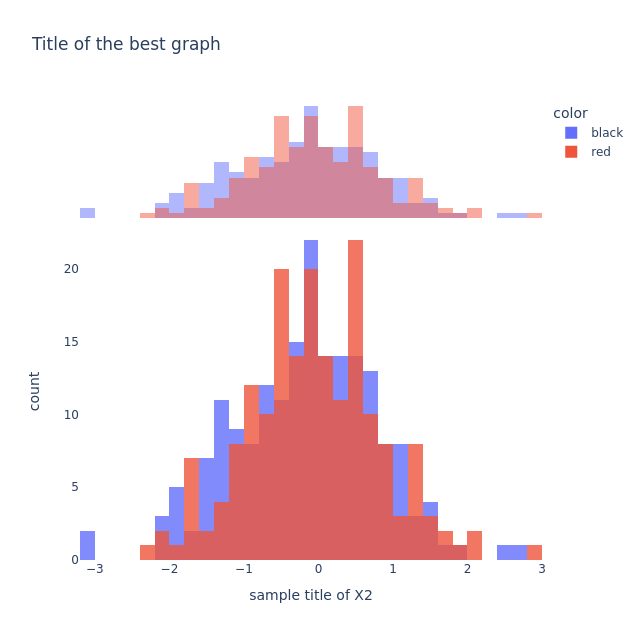 Title of the best graph
color
black
red
20
15
10
5
0
count
−3 −2 −1 0 1 2 3
sample title of X2